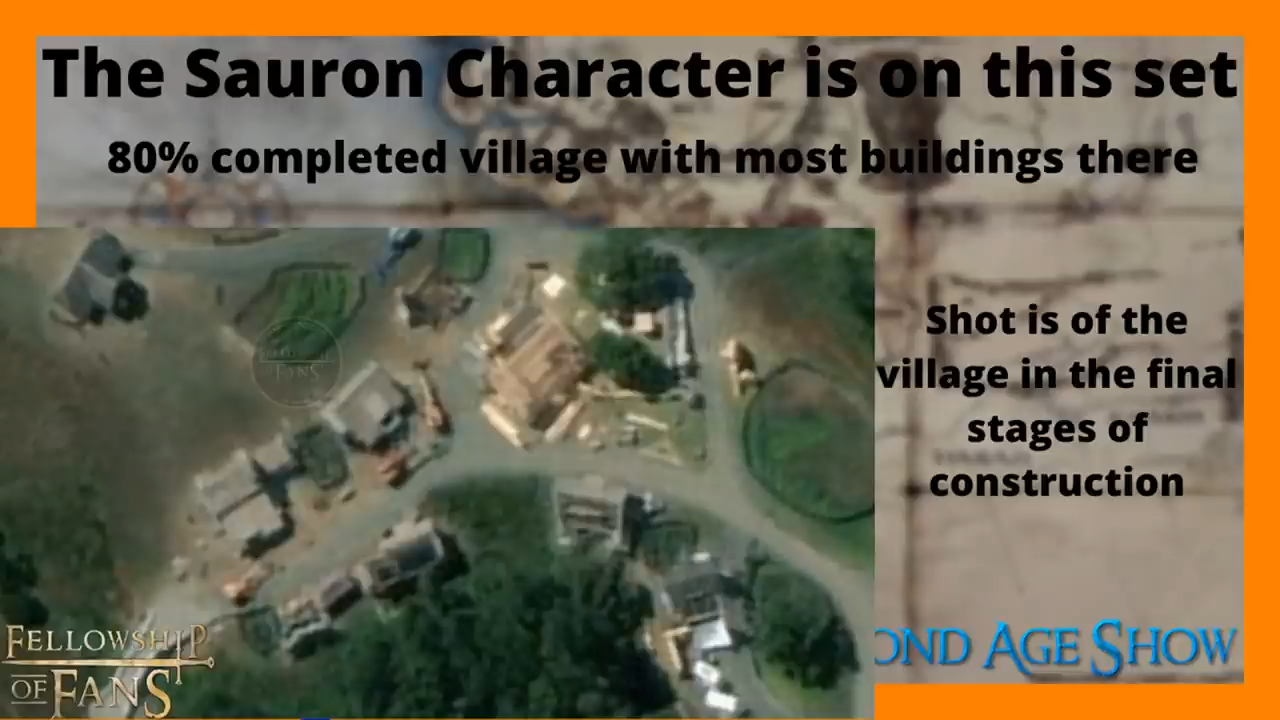 The Sauron Character is on this set
80% completed village with most buildings there
Shot is of the
village in the final
stages of
construction
FELLOWSHIP
OF FANS
OND AGE SHOW